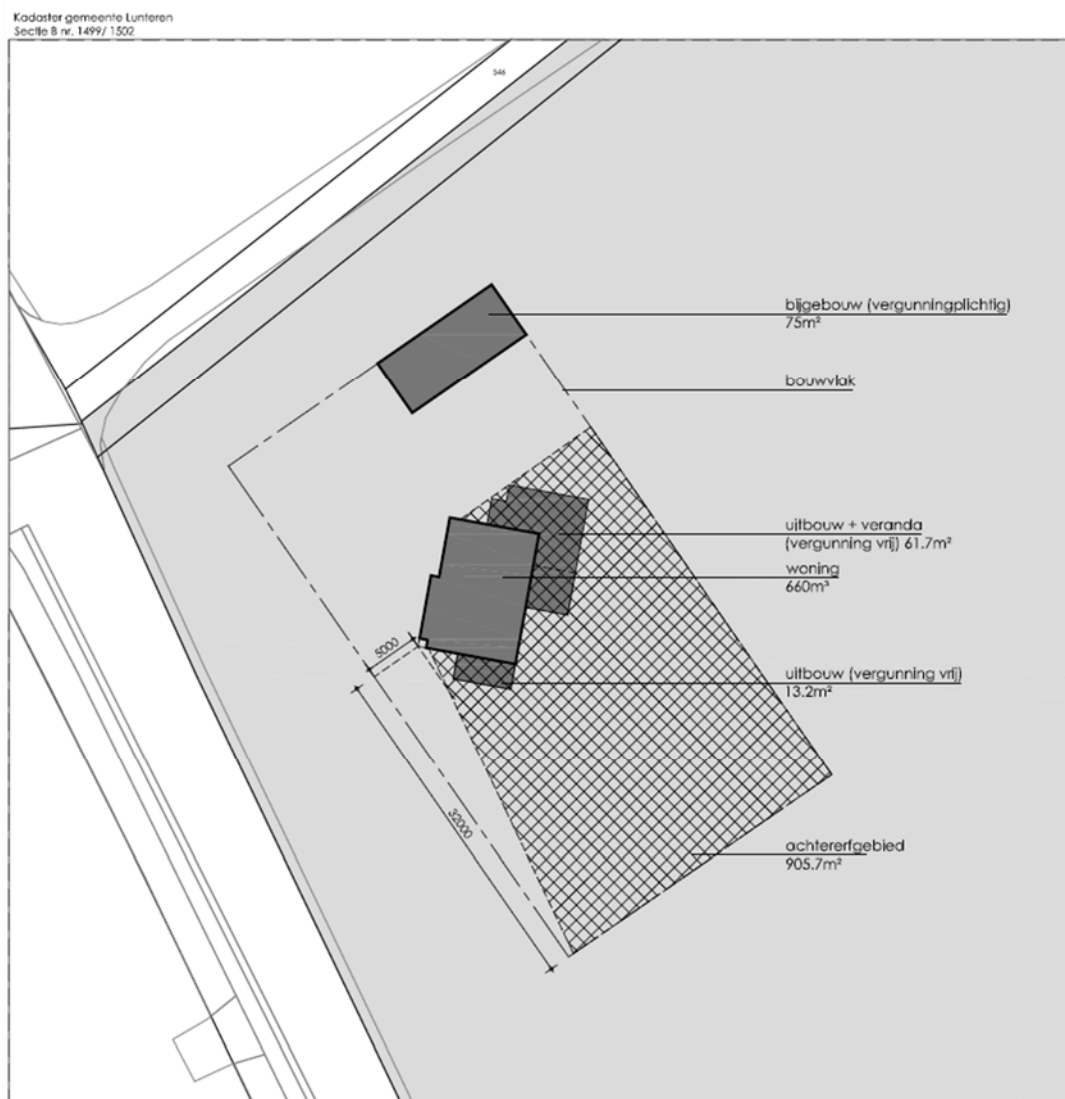 Kadaster gemeente Lunteren
Sectie B nr. 1499/ 1502
546
bijgebouw (vergunningplichtig)
75m²
bouwvlak
uitbouw + veranda
(vergunning vrij) 61.7m²
woning
660m³
5000
uitbouw (vergunning vrij)
13.2m²
32000
achtererfgebied
905.7m²